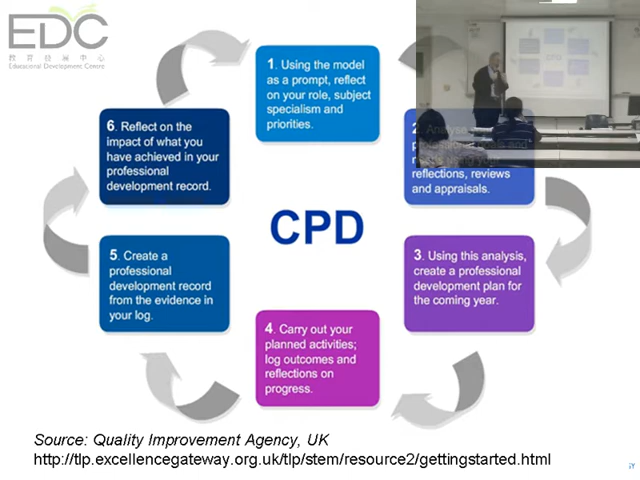 EDC
教育發展中心
Educational Development Centre
1. Using the model
as a prompt, reflect
on your role, subject
specialism and
priorities.
2. Analyse
reflections, reviews
and appraisals.
3. Using this analysis,
create a professional
development plan for
the coming year.
4. Carry out your
planned activities;
log outcomes and
reflections on
progress.
5. Create a
professional
development record
from the evidence in
your log.
6. Reflect on the
impact of what you
have achieved in your
professional
development record.
CPD
CPD
Source: Quality Improvement Agency, UK
http://tlp.excellencegateway.org.uk/tlp/stem/resource2/gettingstarted.html